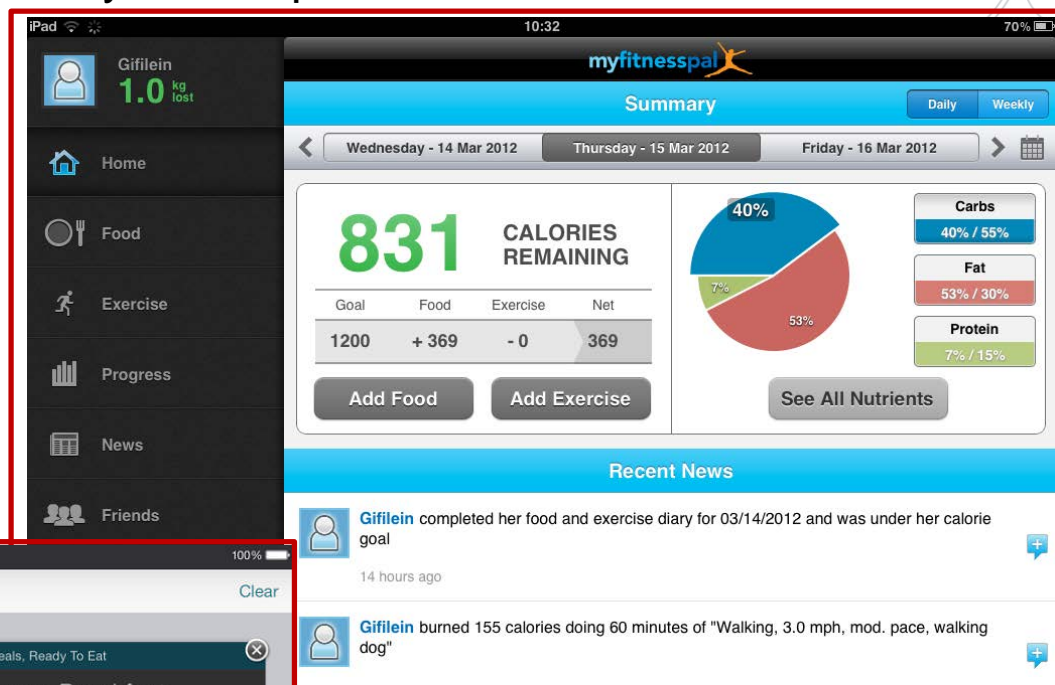 iPad 10:32 70%
Gifilein
1.0 kg lost
Home
Food
Exercise
Progress
News
Friends
myfitnesspal
Summary
Daily Weekly
Wednesday - 14 Mar 2012 Thursday - 15 Mar 2012 Friday - 16 Mar 2012
831 CALORIES REMAINING
Goal Food Exercise Net
1200 + 369 - 0 369
Add Food Add Exercise
40%
7%
53%
Carbs
40% / 55%
Fat
53% / 30%
Protein
7% / 15%
See All Nutrients
Recent News
Gifilein completed her food and exercise diary for 03/14/2012 and was under her calorie
goal
14 hours ago
Gifilein burned 155 calories doing 60 minutes of "Walking, 3.0 mph, mod. pace, walking
dog"
100%
Clear
Ready To Eat